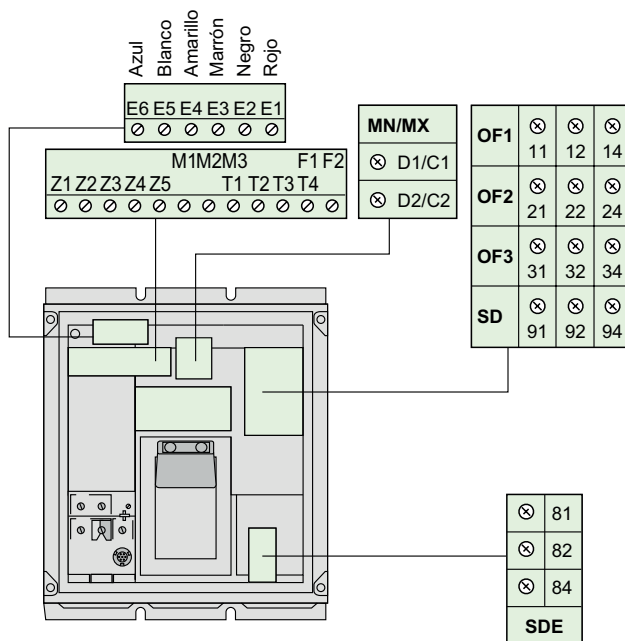 Azul
Blanco
Amarillo
Marrón
Negro
Rojo
E6 E5 E4 E3 E2 E1
M1M2M3 F1 F2
Z1 Z2 Z3 Z4 Z5 T1 T2 T3 T4
MN/MX
D1/C1
D2/C2
OF1
11 12 14
OF2
21 22 24
OF3
31 32 34
SD
91 92 94
81
82
84
SDE